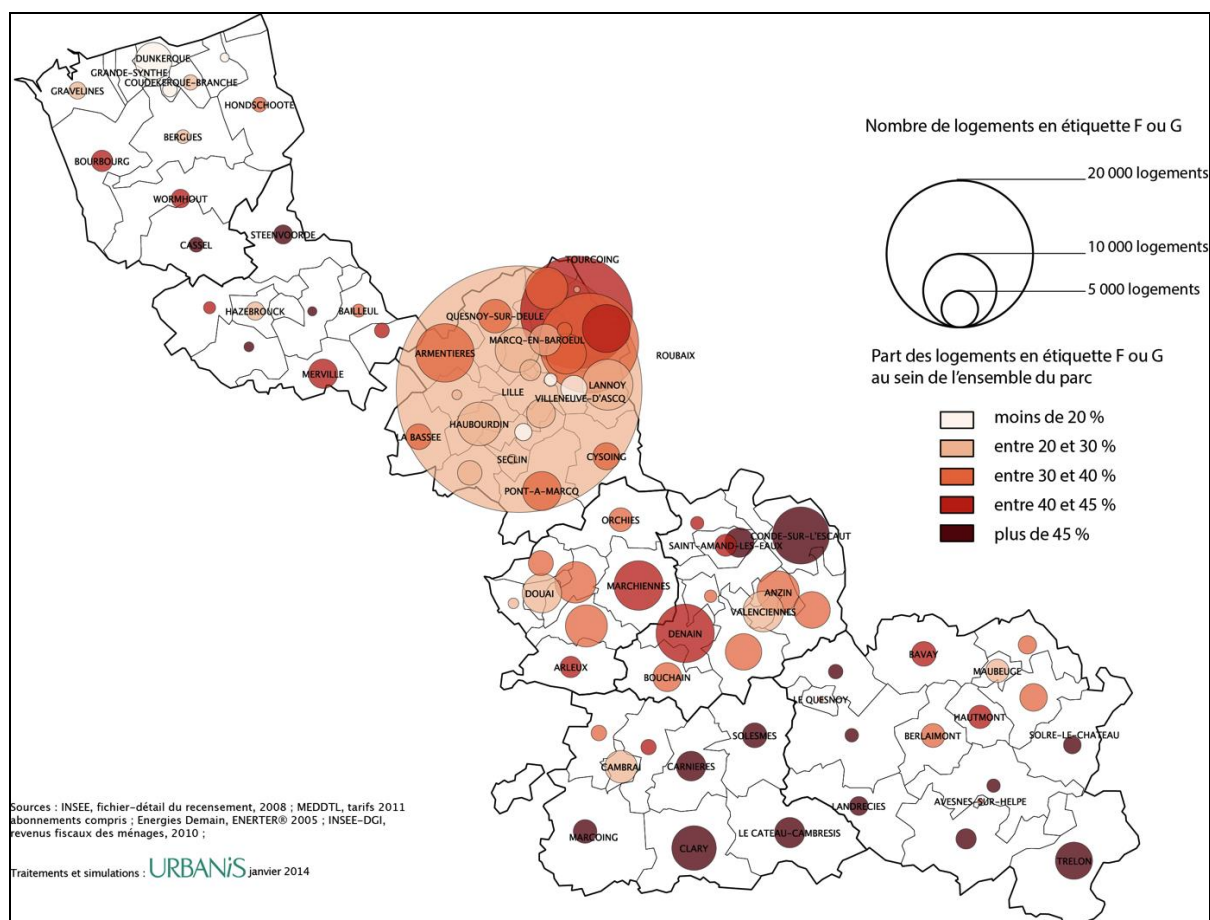 DUNKERQUE
GRANDE-SYNTHE
COUDEKERQUE-BRANCHE
GRAVELINES
HONDSCHOOTE
BERGUES
BOURBOURG
WORMHOUT
CASSEL
STEENVOORDE
HAZEBROUCK
BAILLEUL
MERVILLE
TOURCOING
QUESNOY-SUR-DEULE
MARCQ-EN-BAROEUL
ARMENTIERES
ROUBAIX
LILLE
LANNOY
VILLENEUVE-D'ASCQ
HAUBOURDIN
LA BASSEE
SECLIN
CYSOING
PONT-A-MARCQ
ORCHIES
CONDE-SUR-L'ESCAUT
SAINT-AMAND-LES-EAUX
DOUAI
MARCHIENNES
ANZIN
VALENCIENNES
DENAIN
ARLEUX
BOUCHAIN
BAVAY
MAUBEUGE
LE QUESNOY
HAUTMONT
BERLAIMONT
SOLRE-LE-CHATEAU
SOLESMES
CAMBRAI
CARNIERES
LANDRECIES
AVESNES-SUR-HELPE
MARCOING
CLARY
LE CATEAU-CAMBRESIS
TRELON
Nombre de logements en étiquette F ou G
20 000 logements
10 000 logements
5 000 logements
Part des logements en étiquette F ou G
au sein de l'ensemble du parc
moins de 20 %
entre 20 et 30 %
entre 30 et 40 %
entre 40 et 45 %
plus de 45 %
Sources : INSEE, fichier-détail du recensement, 2008 ; MEDDTL, tarifs 2011
abonnements compris ; Energies Demain, ENERTER® 2005 ; INSEE-DGI,
revenus fiscaux des ménages, 2010 ;
Traitements et simulations : URBANiS janvier 2014